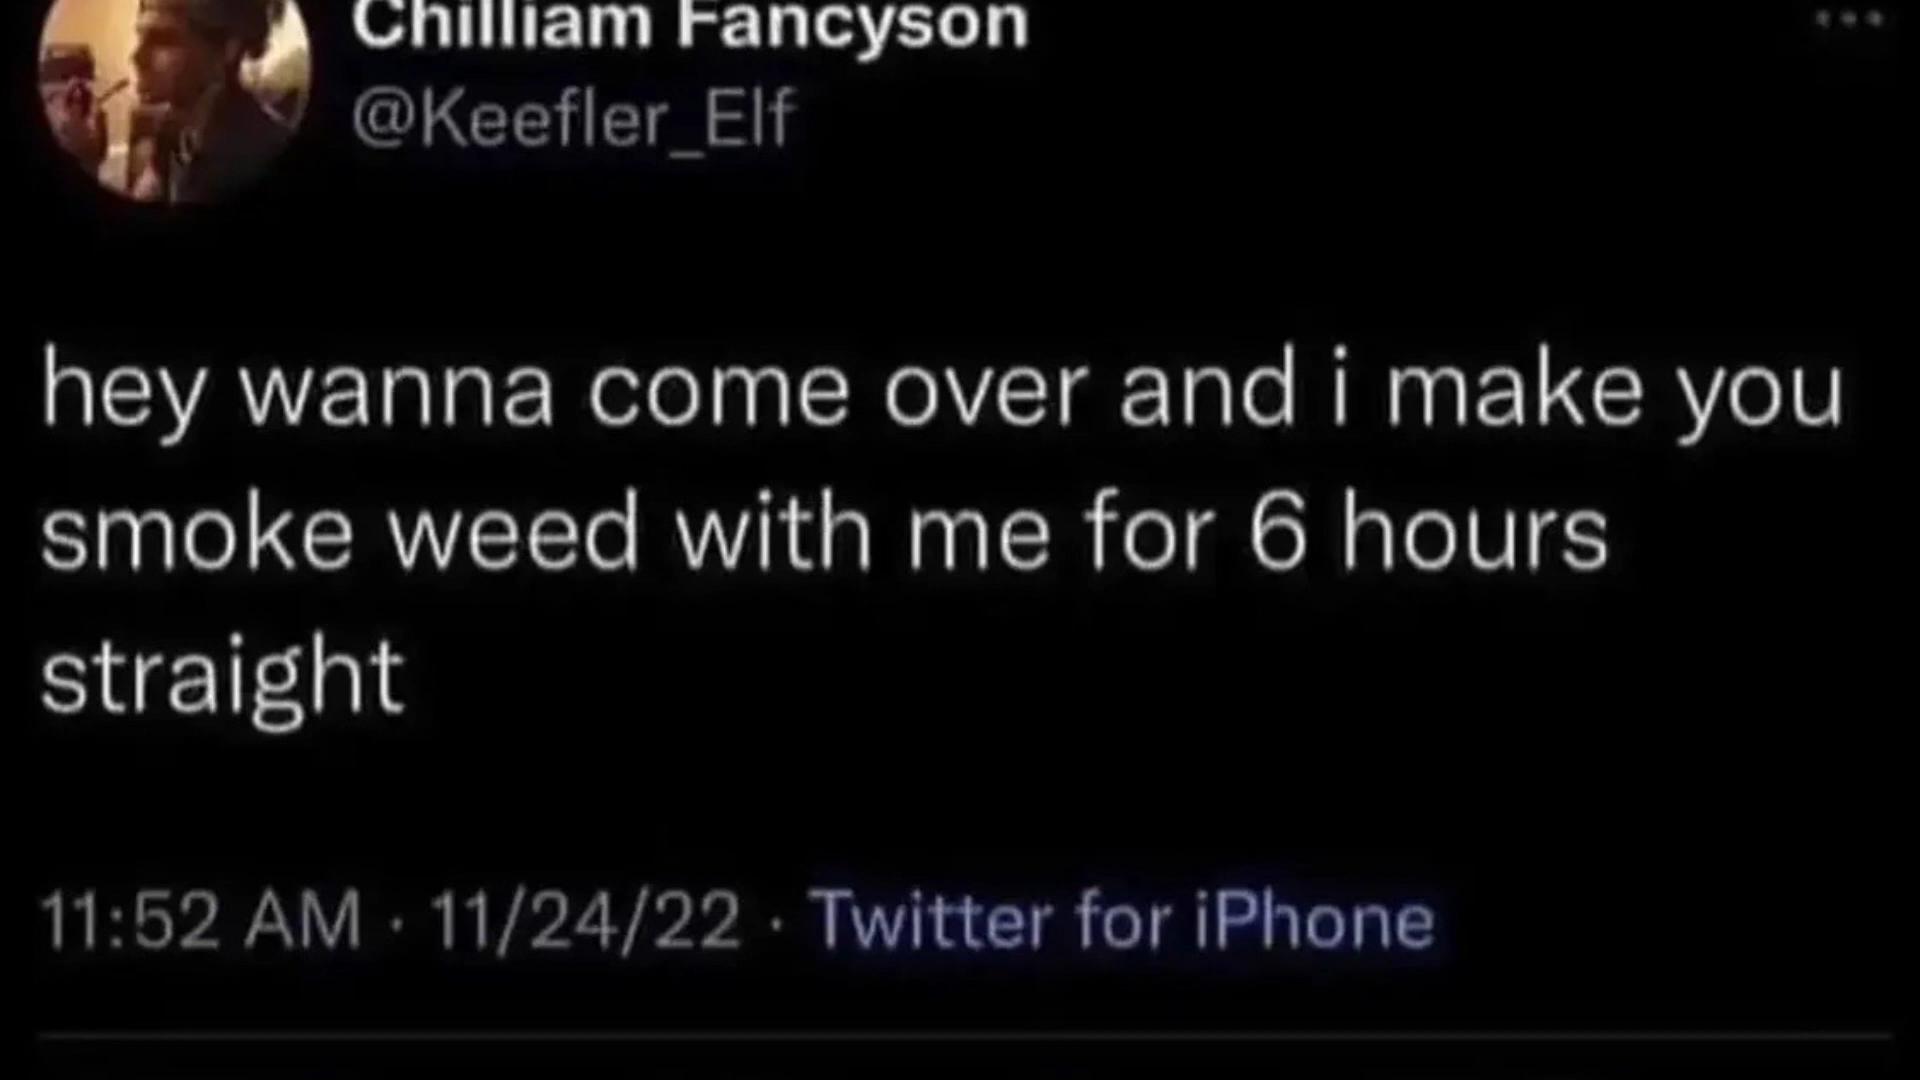 Chilliam Fancyson
@Keefler_Elf
hey wanna come over and i make you
smoke weed with me for 6 hours
straight
11:52 AM · 11/24/22 · Twitter for iPhone